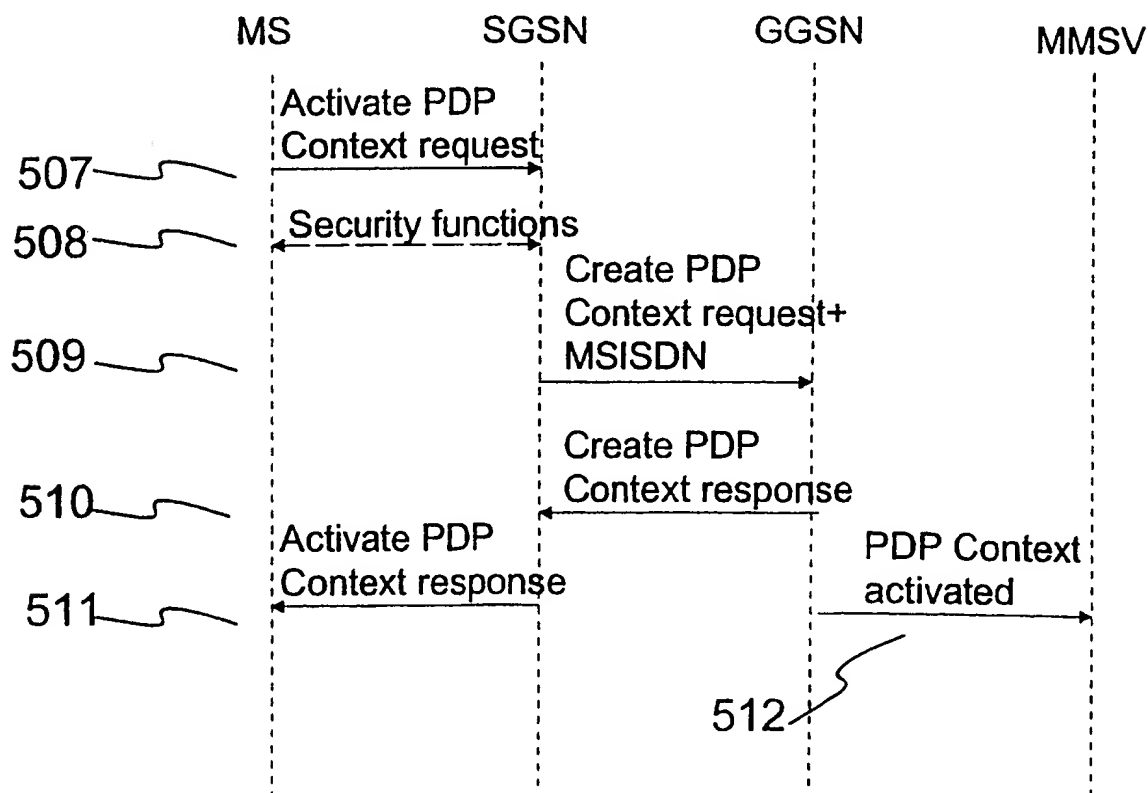 MS SGSN GGSN MMSV
Activate PDP
Context request
507
Security functions
508
Create PDP
Context request+
MSISDN
509
Create PDP
Context response
510
Activate PDP
Context response
511
PDP Context
activated
512